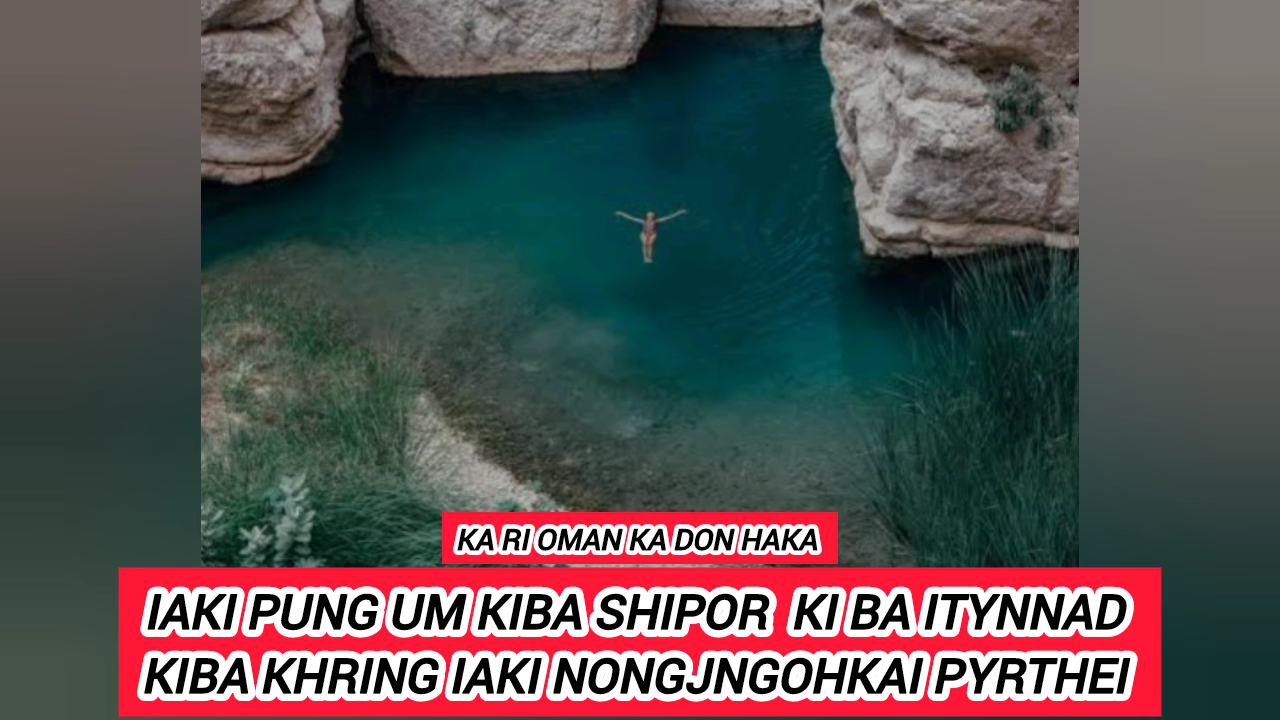 KA RI OMAN KA DON HAKA
IAKI PUNG UM KIBA SHIPOR KI BA ITYNNAD
KIBA KHRING IAKI NONGJNGOHKAI PYRTHEI